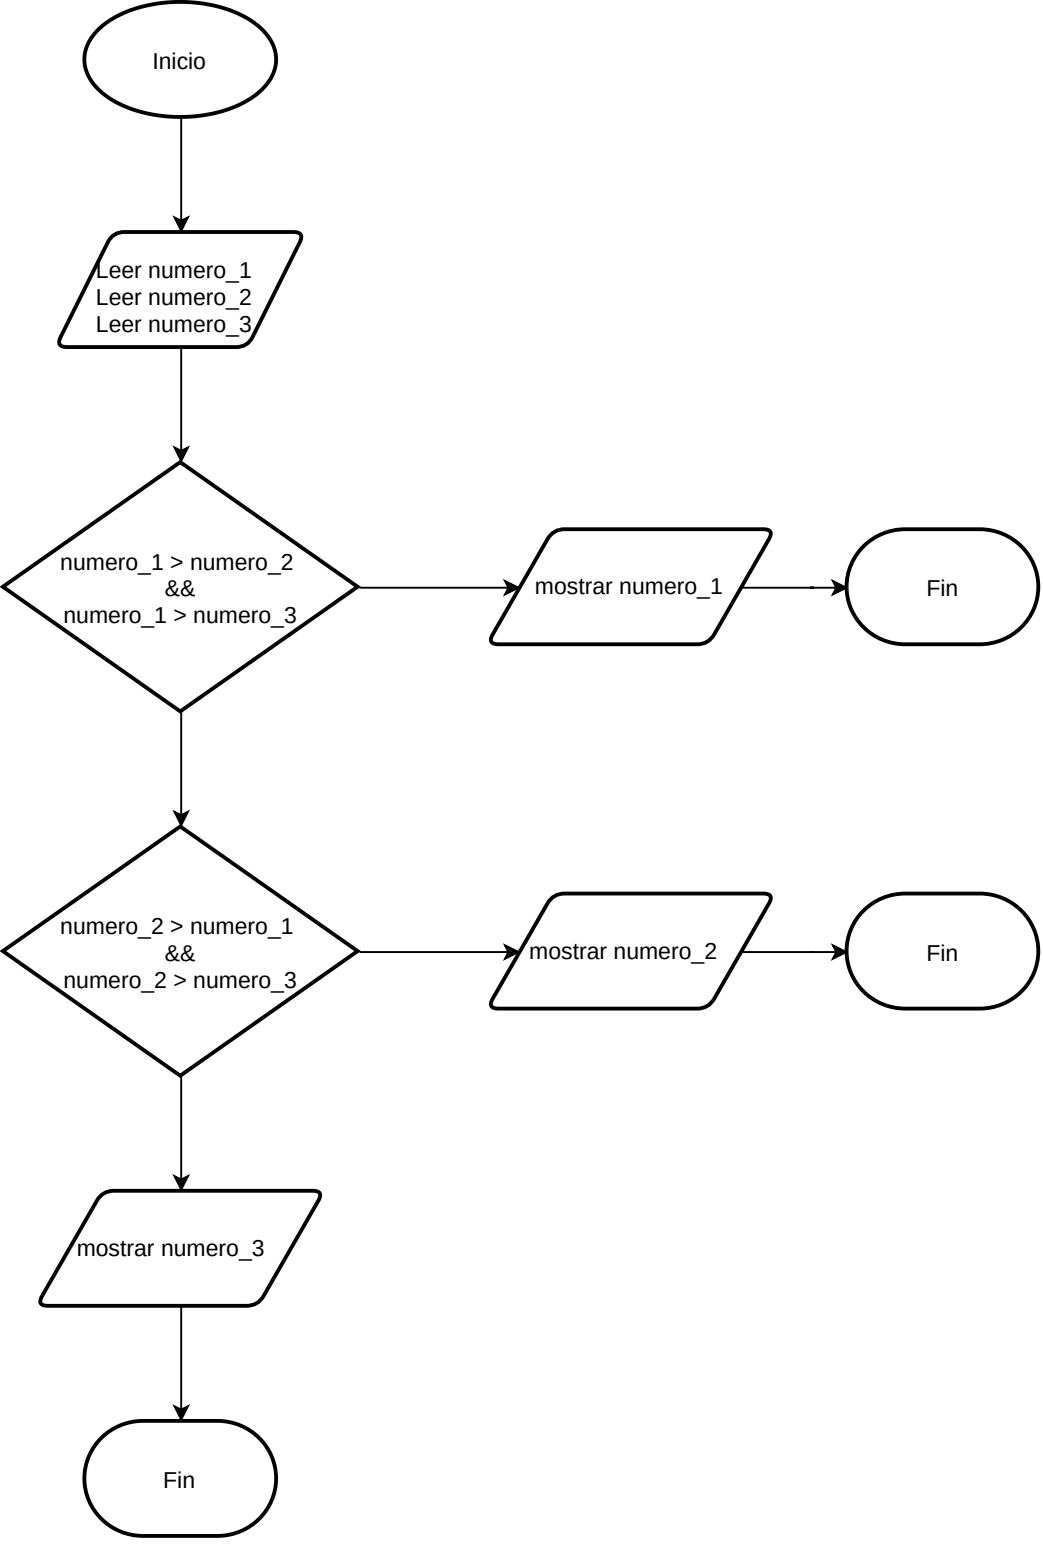 Inicio
Leer numero_1
Leer numero_2
Leer numero_3
numero_1 > numero_2
&&
numero_1 > numero_3
mostrar numero_1
Fin
numero_2 > numero_1
&&
numero_2 > numero_3
mostrar numero_2
Fin
mostrar numero_3
Fin